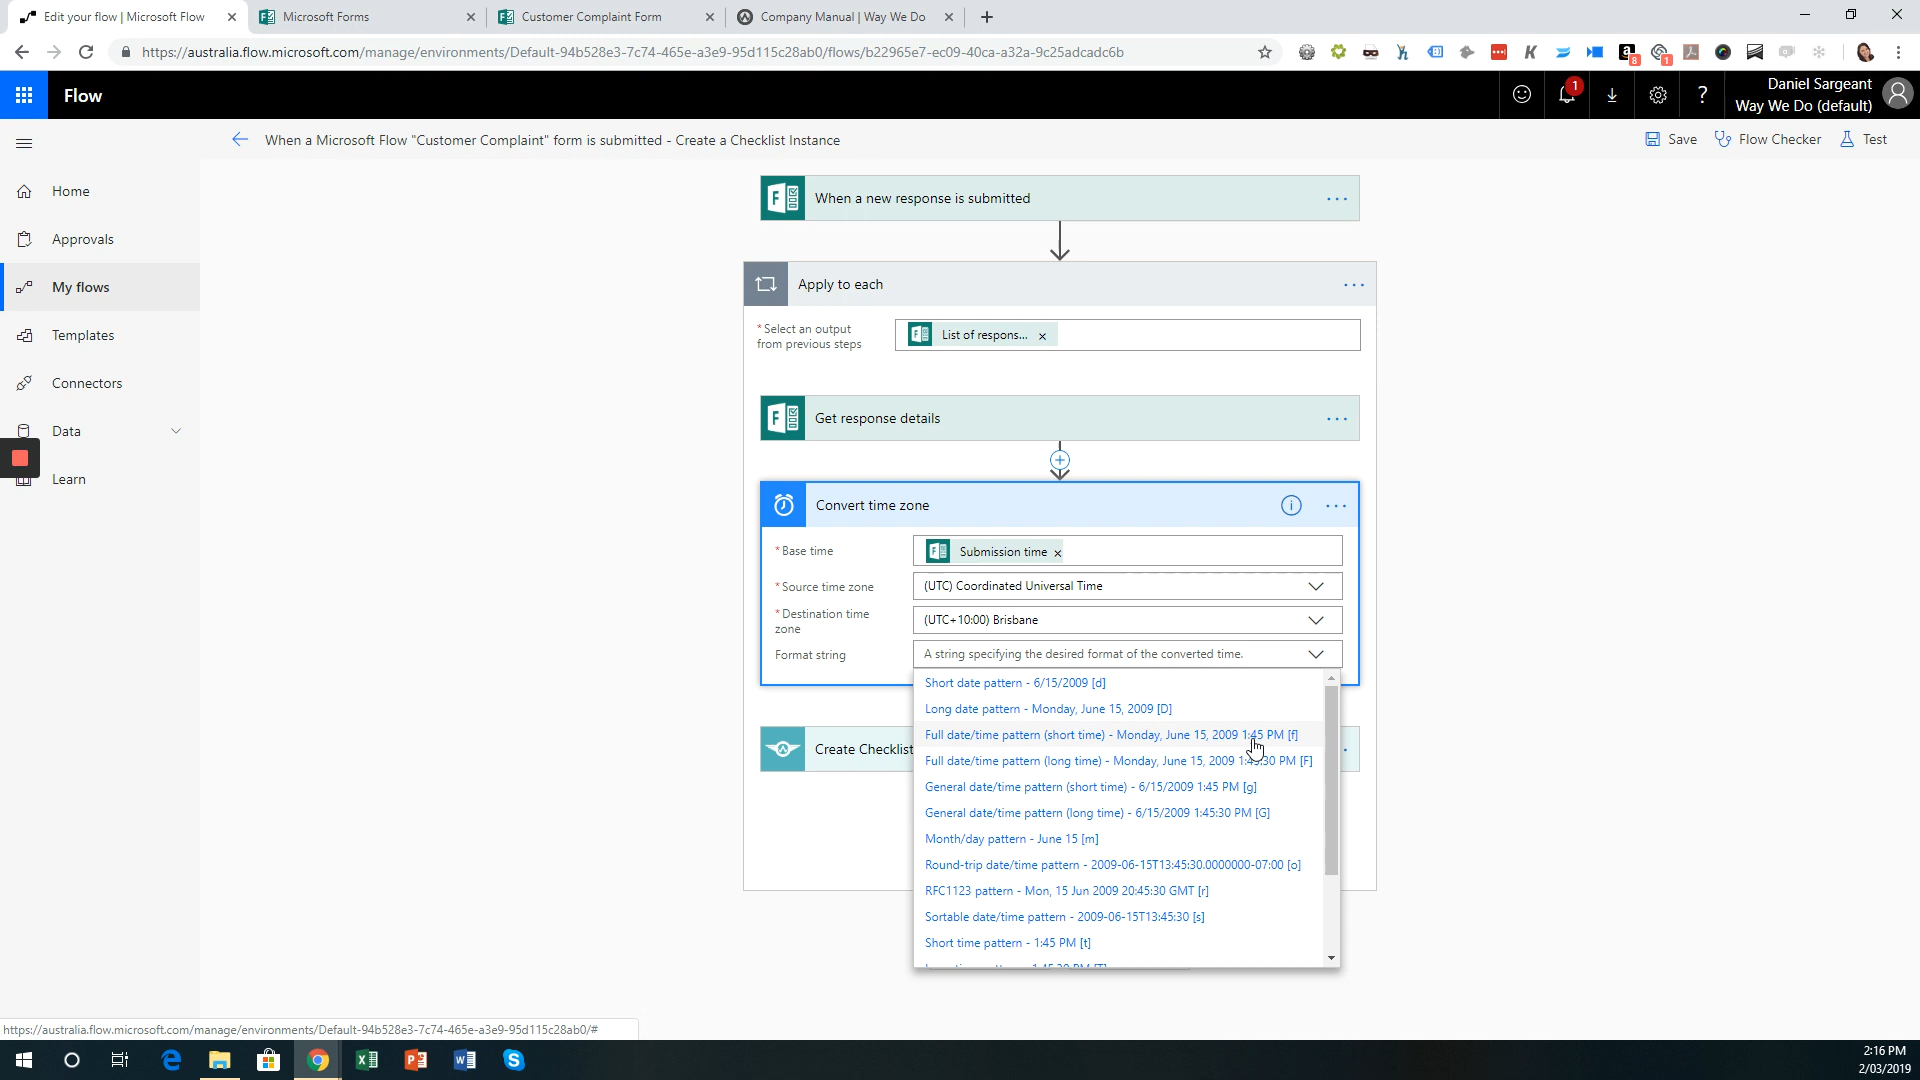 Edit your flow | Microsoft Flow
Microsoft Forms
Customer Complaint Form
Company Manual | Way We Do
https://australia.flow.microsoft.com/manage/environments/Default-94b528e3-7c74-465e-a3e9-95d115c28ab0/flows/b22965e7-ec09-40ca-a32a-9c25adcadc6b
8
1
Flow
1
?
Daniel Sargeant
Way We Do (default)
When a Microsoft Flow "Customer Complaint" form is submitted - Create a Checklist Instance
Save
Flow Checker
Test
Home
Approvals
My flows
Templates
Connectors
Data
Learn
When a new response is submitted
Apply to each
* Select an output
from previous steps
List of respons...
Get response details
Convert time zone
* Base time
Submission time
* Source time zone
(UTC) Coordinated Universal Time
* Destination time
zone
(UTC+10:00) Brisbane
Format string
A string specifying the desired format of the converted time.
Short date pattern - 6/15/2009 [d]
Long date pattern - Monday, June 15, 2009 [D]
Full date/time pattern (short time) - Monday, June 15, 2009 1:45 PM [f]
Full date/time pattern (long time) - Monday, June 15, 2009 1:45:30 PM [F]
General date/time pattern (short time) - 6/15/2009 1:45 PM [g]
General date/time pattern (long time) - 6/15/2009 1:45:30 PM [G]
Month/day pattern - June 15 [m]
Round-trip date/time pattern - 2009-06-15T13:45:30.0000000-07:00 [o]
RFC1123 pattern - Mon, 15 Jun 2009 20:45:30 GMT [r]
Sortable date/time pattern - 2009-06-15T13:45:30 [s]
Short time pattern - 1:45 PM [t]
Create Checklist
https://australia.flow.microsoft.com/manage/environments/Default-94b528e3-7c74-465e-a3e9-95d115c28ab0/#
2:16 PM
2/03/2019